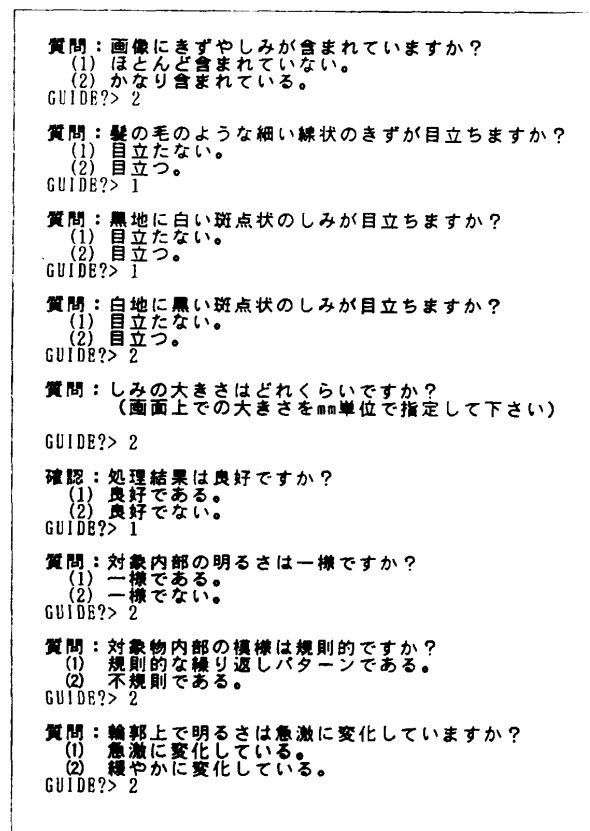 質問：画像にきずやしみが含まれていますか？
(1) ほとんど含まれていない。
(2) かなり含まれている。
GUIDE?> 2
質問：髪の毛のような細い線状のきずが目立ちますか？
(1) 目立たない。
(2) 目立つ。
GUIDE?> 1
質問：黒地に白い斑点状のしみが目立ちますか？
(1) 目立たない。
(2) 目立つ。
GUIDE?> 1
質問：白地に黒い斑点状のしみが目立ちますか？
(1) 目立たない。
(2) 目立つ。
GUIDE?> 2
質問：しみの大きさはどれくらいですか？
(画面上での大きさを㎜単位で指定して下さい)
GUIDE?> 2
確認：処理結果は良好ですか？
(1) 良好である。
(2) 良好でない。
GUIDE?> 1
質問：対象内部の明るさは一様ですか？
(1) 一様である。
(2) 一様でない。
GUIDE?> 2
質問：対象物内部の模様は規則的ですか？
(1) 規則的な繰り返しパターンである。
(2) 不規則である。
GUIDE?> 2
質問：輪郭上で明るさは急激に変化していますか？
(1) 急激に変化している。
(2) 緩やかに変化している。
GUIDE?> 2